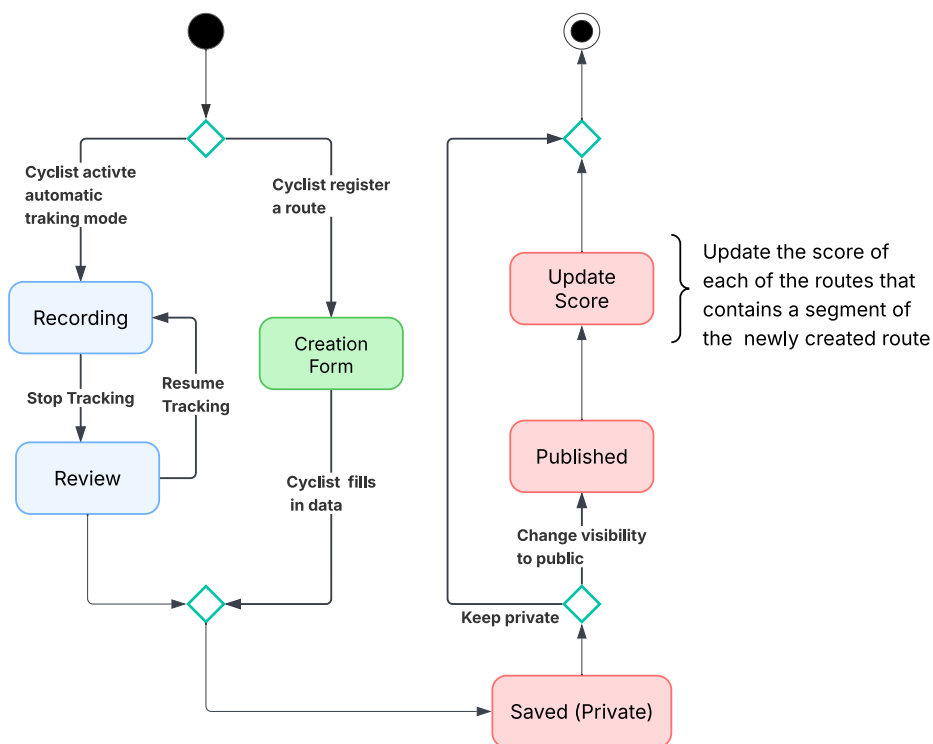 Cyclist activte
automatic
traking mode
Cyclist register
a route
Recording
Creation
Form
Stop Tracking
Resume
Tracking
Review
Cyclist fills
in data
Update
Score
Update the score of
each of the routes that
contains a segment of
the newly created route
Published
Change visibility
to public
Keep private
Saved (Private)